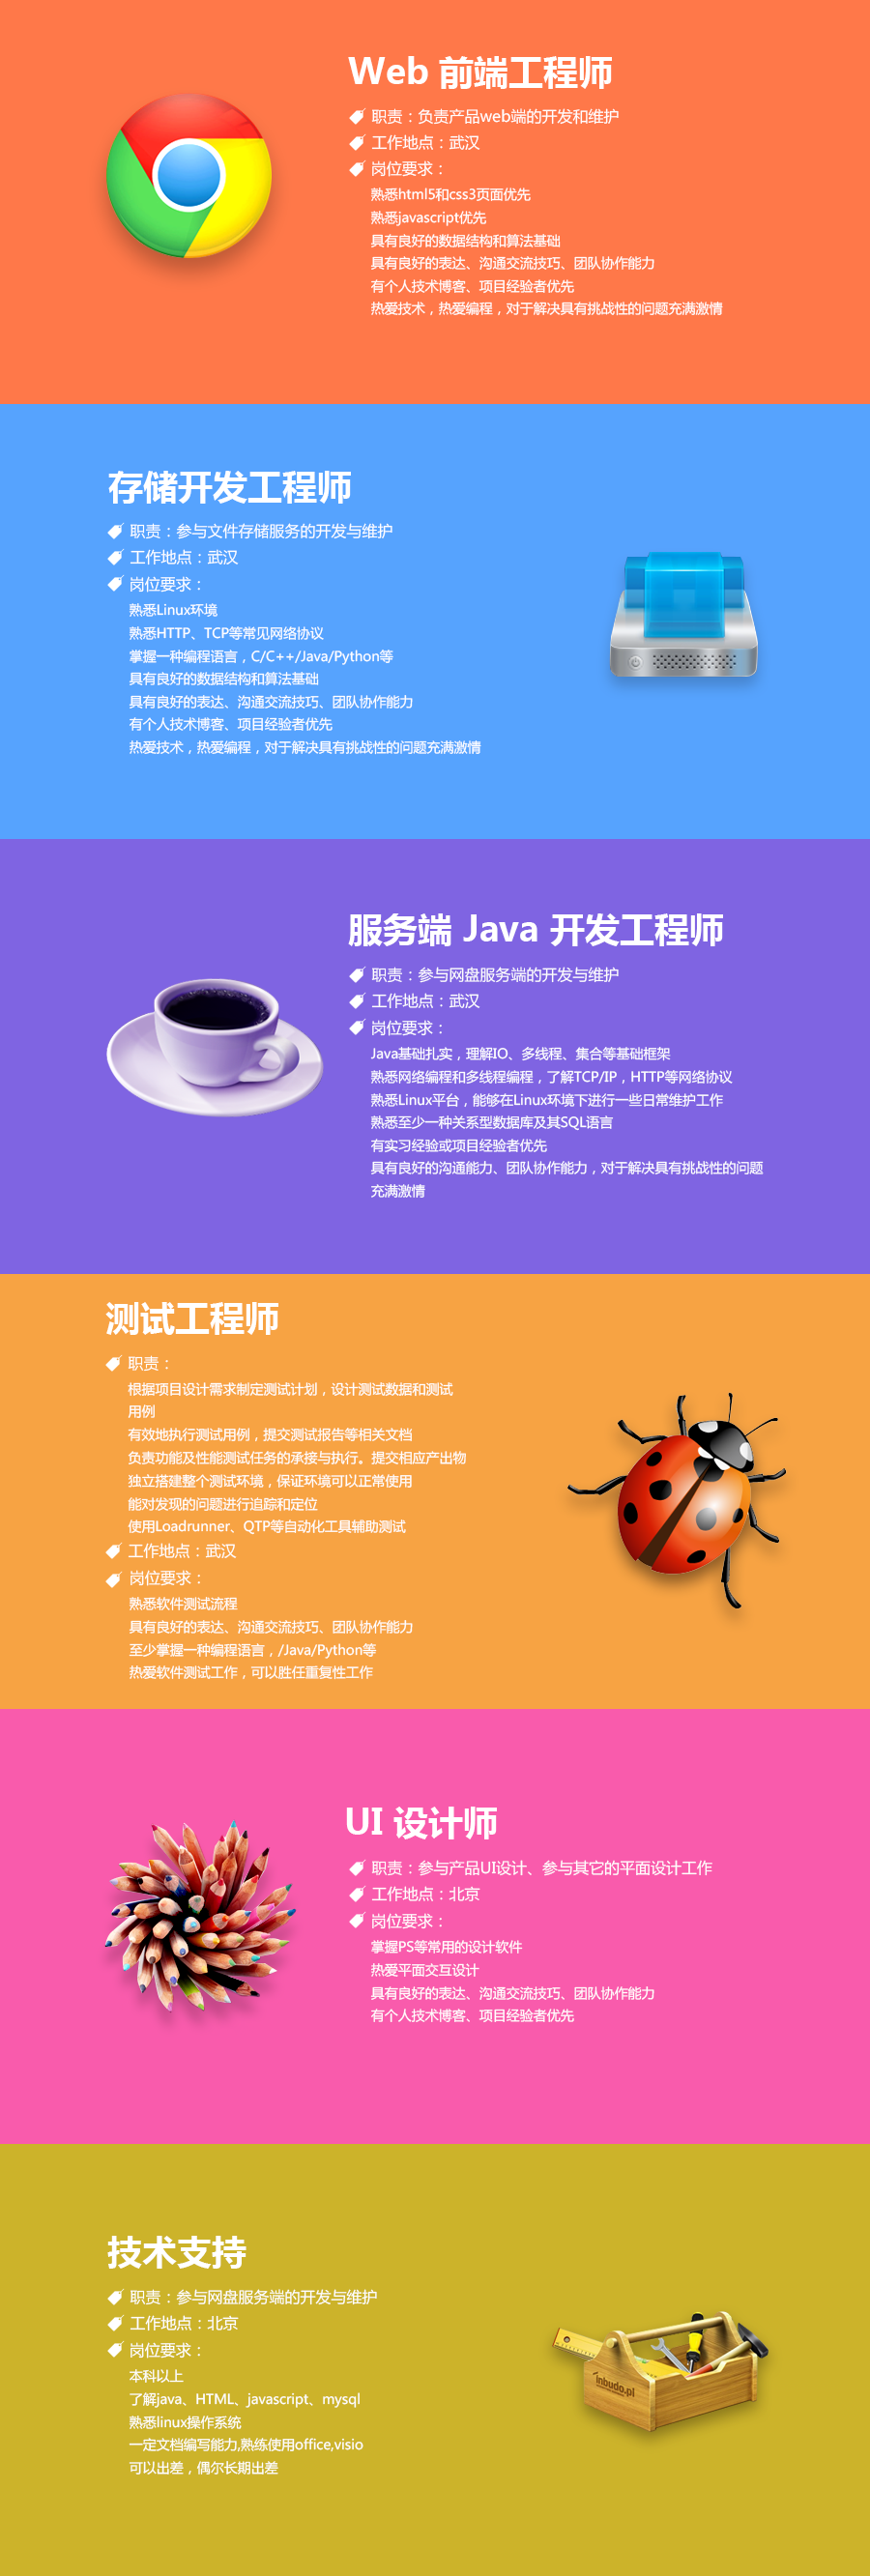 Web 前端工程师
职责：负责产品web端的开发和维护
工作地点：武汉
岗位要求：
熟悉html5和css3页面优先
熟悉javascript优先
具有良好的数据结构和算法基础
具有良好的表达、沟通交流技巧、团队协作能力
有个人技术博客、项目经验者优先
热爱技术，热爱编程，对于解决具有挑战性的问题充满激情
存储开发工程师
职责：参与文件存储服务的开发与维护
工作地点：武汉
岗位要求：
熟悉Linux环境
熟悉HTTP、TCP等常见网络协议
掌握一种编程语言，C/C++/Java/Python等
具有良好的数据结构和算法基础
具有良好的表达、沟通交流技巧、团队协作能力
有个人技术博客、项目经验者优先
热爱技术，热爱编程，对于解决具有挑战性的问题充满激情
服务端 Java 开发工程师
职责：参与网盘服务端的开发与维护
工作地点：武汉
岗位要求：
Java基础扎实，理解IO、多线程、集合等基础框架
熟悉网络编程和多线程编程，了解TCP/IP，HTTP等网络协议
熟悉Linux平台，能够在Linux环境下进行一些日常维护工作
熟悉至少一种关系型数据库及其SQL语言
有实习经验或项目经验者优先
具有良好的沟通能力、团队协作能力，对于解决具有挑战性的问题
充满激情
测试工程师
职责：
根据项目设计需求制定测试计划，设计测试数据和测试
用例
有效地执行测试用例，提交测试报告等相关文档
负责功能及性能测试任务的承接与执行。提交相应产出物
独立搭建整个测试环境，保证环境可以正常使用
能对发现的问题进行追踪和定位
使用Loadrunner、QTP等自动化工具辅助测试
工作地点：武汉
岗位要求：
熟悉软件测试流程
具有良好的表达、沟通交流技巧、团队协作能力
至少掌握一种编程语言，/Java/Python等
热爱软件测试工作，可以胜任重复性工作
UI 设计师
职责：参与产品UI设计、参与其它的平面设计工作
工作地点：北京
岗位要求：
掌握PS等常用的设计软件
热爱平面交互设计
具有良好的表达、沟通交流技巧、团队协作能力
有个人技术博客、项目经验者优先
技术支持
职责：参与网盘服务端的开发与维护
工作地点：北京
岗位要求：
本科以上
了解java、HTML、javascript、mysql
熟悉linux操作系统
一定文档编写能力,熟练使用office,visio
可以出差，偶尔长期出差
inbudo.pl